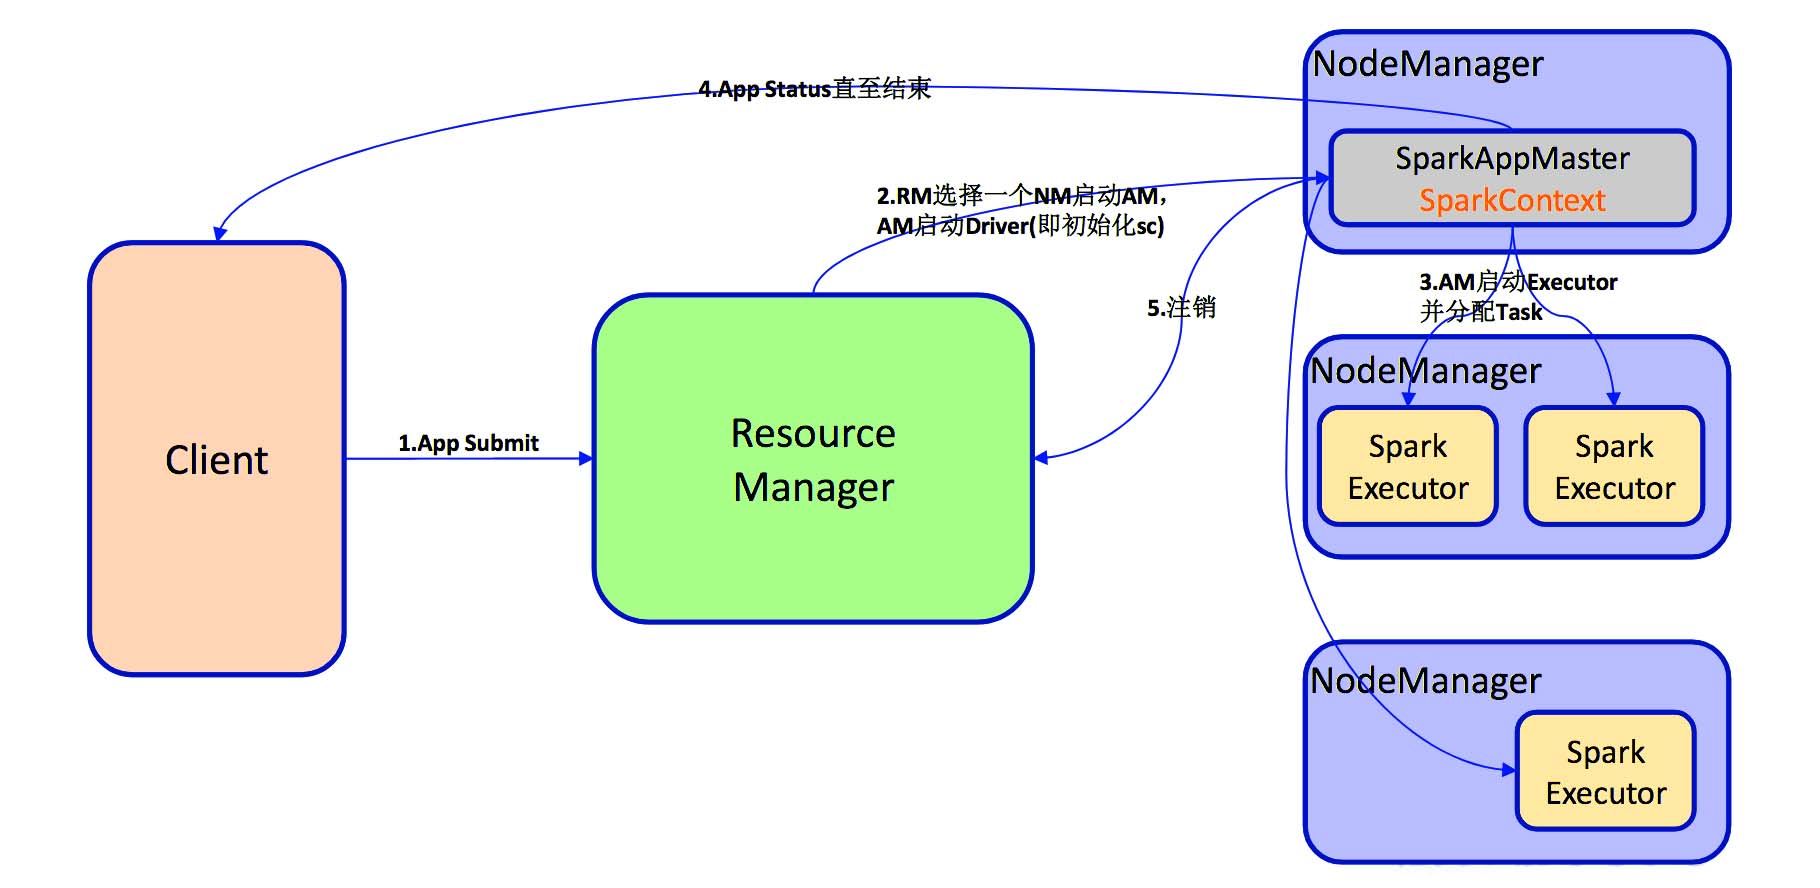 NodeManager
4.App Status直至结束
SparkAppMaster
SparkContext
2.RM选择一个NM启动AM，
AM启动Driver(即初始化sc)
3.AM启动Executor
并分配Task
5.注销
NodeManager
Client
1.App Submit
Resource
Manager
Spark
Executor
Spark
Executor
NodeManager
Spark
Executor